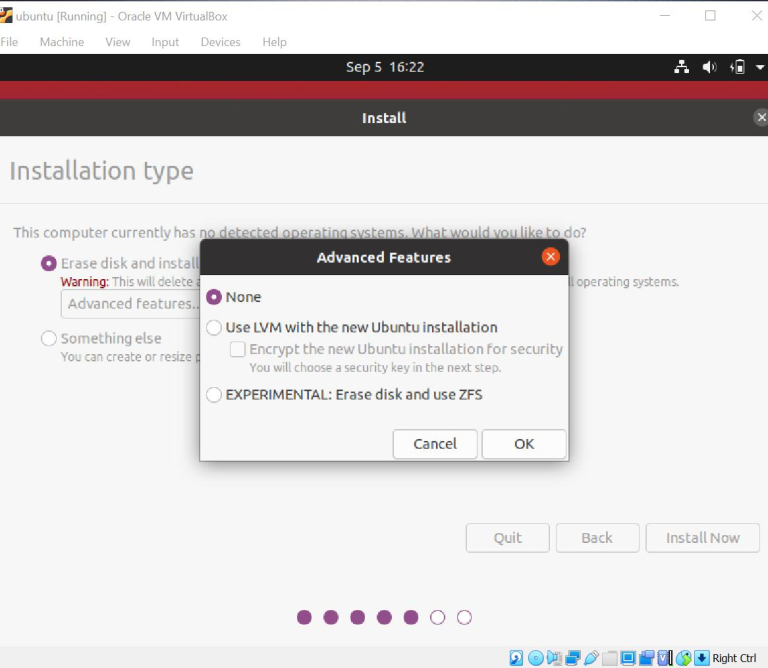 ubuntu [Running] - Oracle VM VirtualBox
File Machine View Input Devices Help
Sep 5 16:22
Install
Installation type
This computer currently has no detected operating systems. What would you like to do?
Erase disk and install
Warning: This will delete
operating systems.
Advanced features..
Something else
You can create or resize
Advanced Features
None
Use LVM with the new Ubuntu installation
Encrypt the new Ubuntu installation for security
You will choose a security key in the next step.
EXPERIMENTAL: Erase disk and use ZFS
Cancel OK
Quit Back Install Now
Right Ctrl